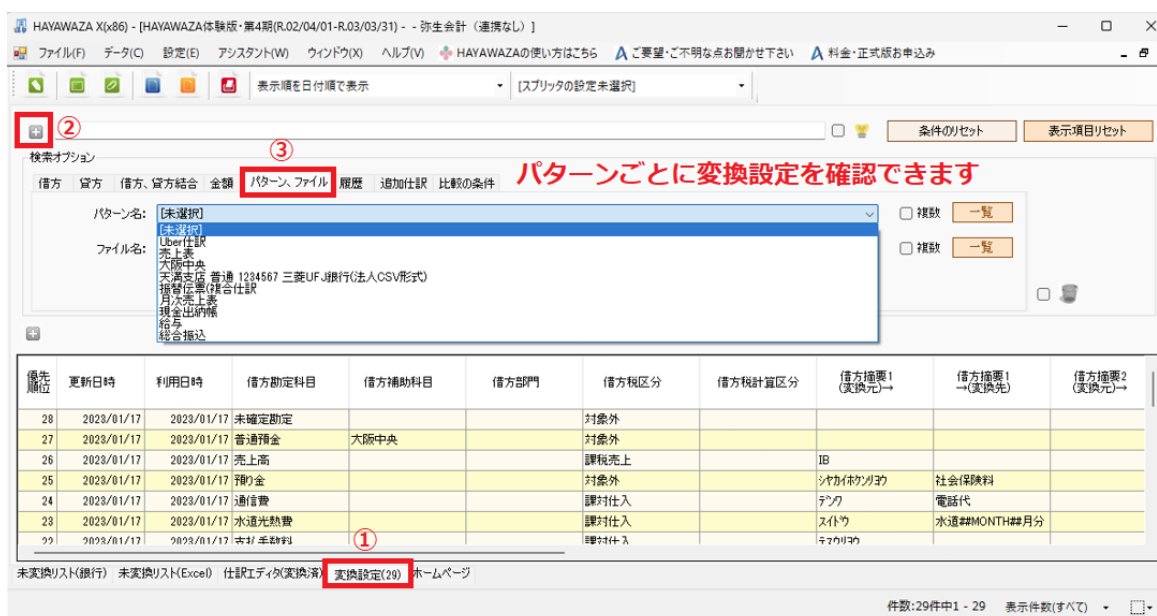 HAYAWAZA X(x86) - [HAYAWAZA体験版・第4期(R.02/04/01-R.03/03/31) - - 弥生会計（連携なし）]
ファイル(F) データ(C) 設定(E) アシスタント(W) ウィンドウ(X) ヘルプ(V) HAYAWAZAの使い方はこちら ご要望・ご不明な点お聞かせ下さい 料金・正式版お申込み
表示順を日付順で表示 [スプリッタの設定未選択]
② 条件のリセット 表示項目リセット
検索オプション ③
借方 貸方 借方、貸方結合 金額 パターン、ファイル 履歴 追加仕訳 比較の条件 パターンごとに変換設定を確認できます
パターン名: [未選択] 複数 一覧
[未選択]
Uber仕訳
ファイル名: 売上表 複数 一覧
大阪中央
天満支店 普通 1234567 三菱UFJ銀行(法人CSV形式)
振替伝票(複合仕訳
月次売上表
現金出納帳
給与
総合振込
優先順位 更新日時 利用日時 借方勘定科目 借方補助科目 借方部門 借方税区分 借方税計算区分 借方摘要1(変換元)→ 借方摘要1→(変換先) 借方摘要2(変換元)→
28 2023/01/17 2023/01/17 未確定勘定 対象外
27 2023/01/17 2023/01/17 普通預金 大阪中央 対象外
26 2023/01/17 2023/01/17 売上高 課税売上 IB
25 2023/01/17 2023/01/17 預り金 対象外 シヤカイホケンリヨウ 社会保険料
24 2023/01/17 2023/01/17 通信費 課対仕入 デンワ 電話代
23 2023/01/17 2023/01/17 水道光熱費 課対仕入 スイドウ 水道##MONTH##月分
22 2023/01/17 2023/01/17 支払手数料 課対仕入 テスウリヨウ
①
未変換リスト(銀行) 未変換リスト(Excel) 仕訳エディタ(変換済) 変換設定(29) ホームページ
件数:29件中1 - 29 表示件数(すべて)